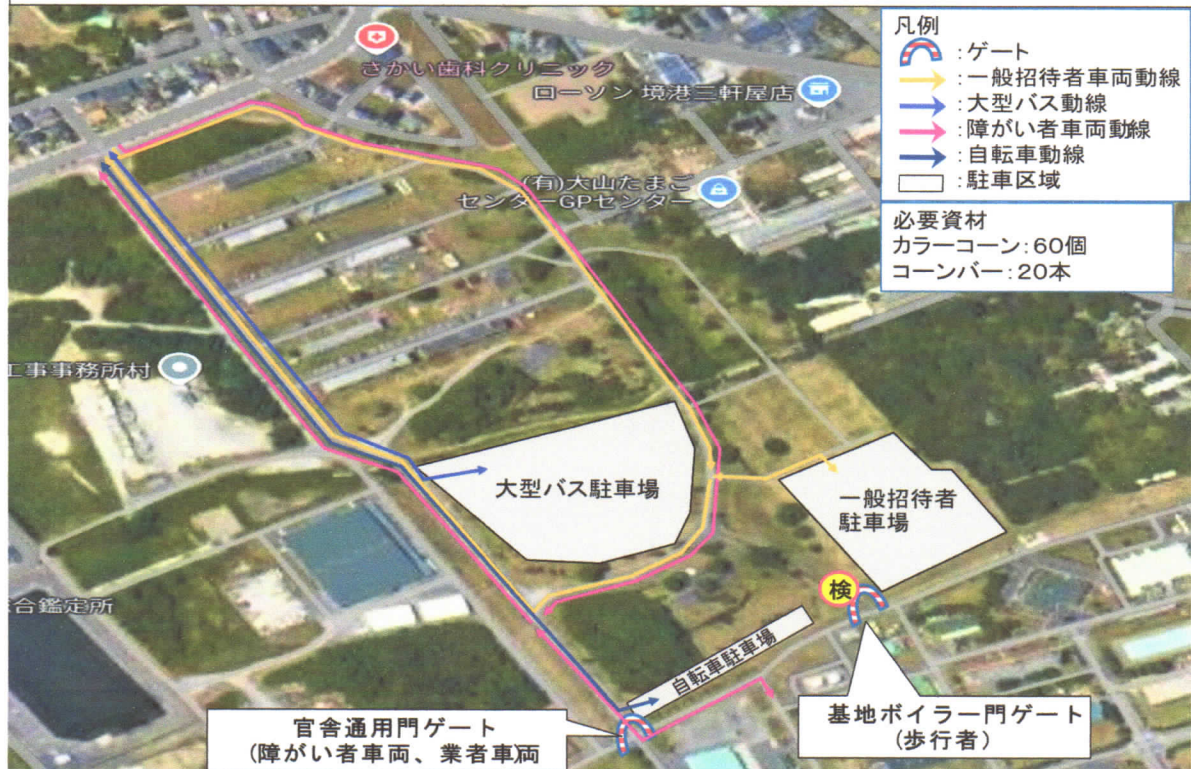 さかい歯科クリニック
ローソン 境港三軒屋店
(有)大山たまご
センターGPセンター
工事事務所村
合鑑定所
凡例
:ゲート
:一般招待者車両動線
:大型バス動線
:障がい者車両動線
:自転車動線
:駐車区域
必要資材
カラーコーン:60個
コーンバー:20本
大型バス駐車場
一般招待者
駐車場
検
自転車駐車場
官舎通用門ゲート
(障がい者車両、業者車両
基地ボイラー門ゲート
(歩行者)